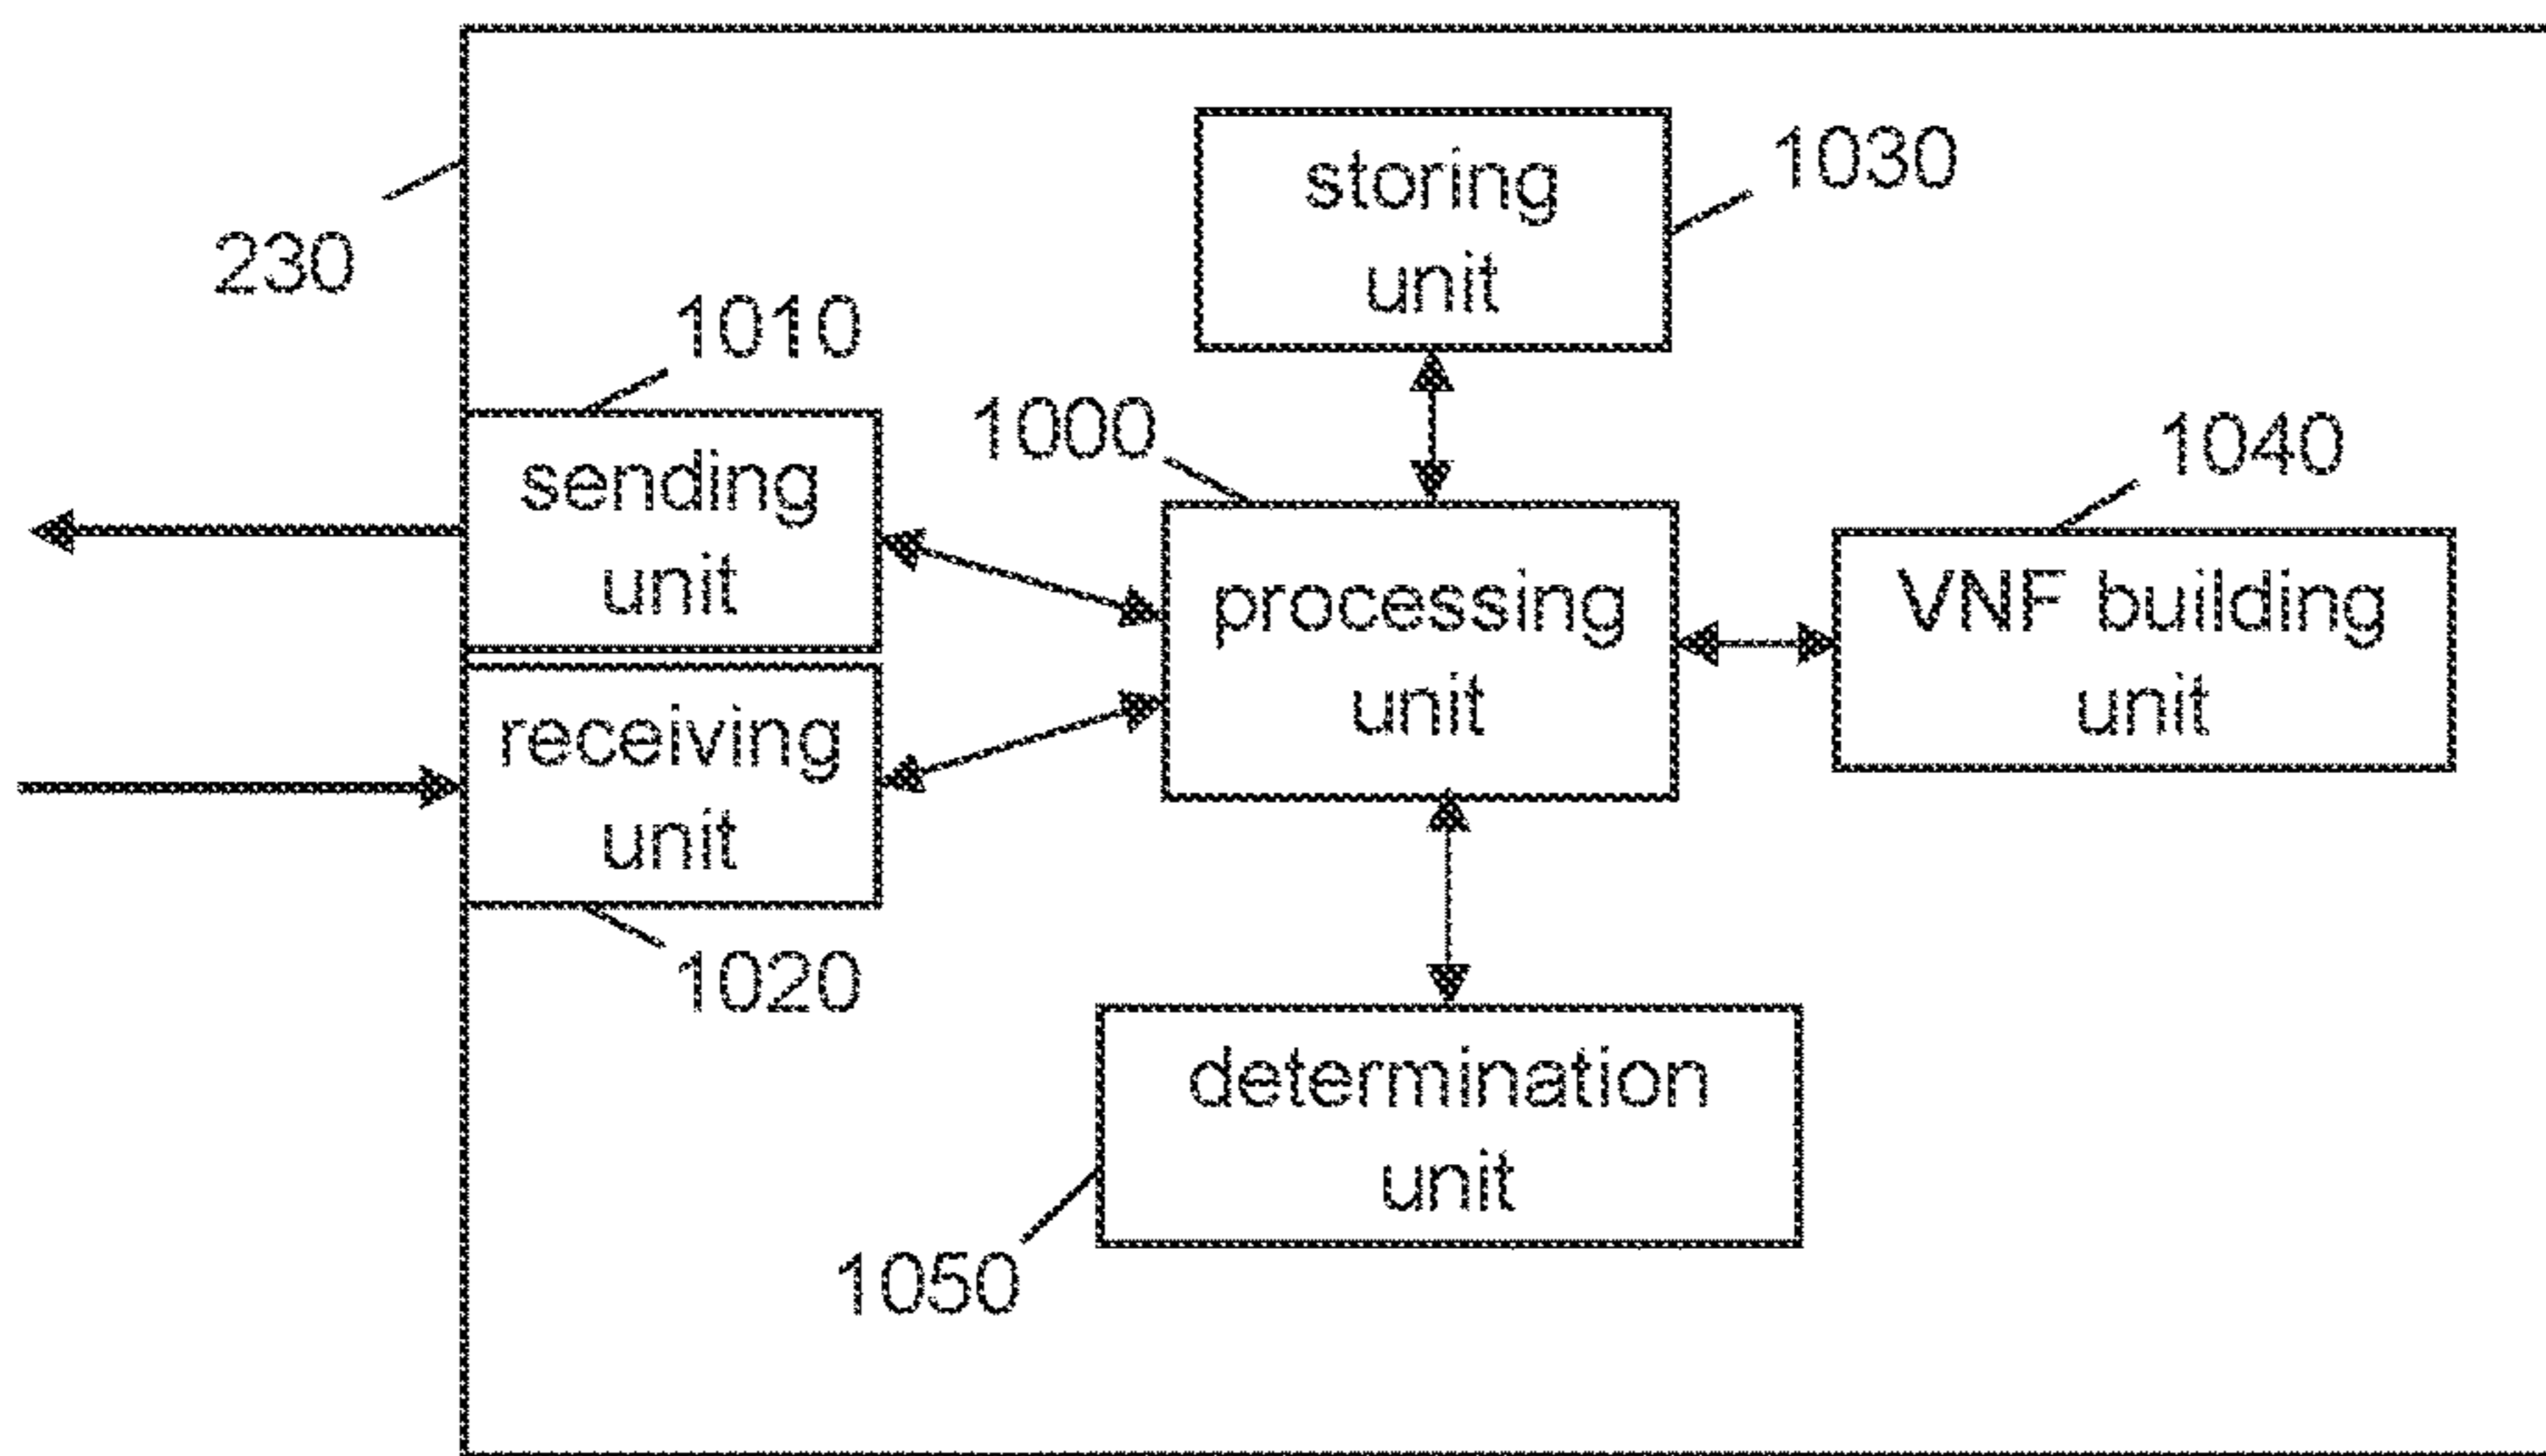 storing
unit
1030
230
1010
1000
1040
sending
unit
processing
unit
VNF building
unit
receiving
unit
1020
determination
unit
1050